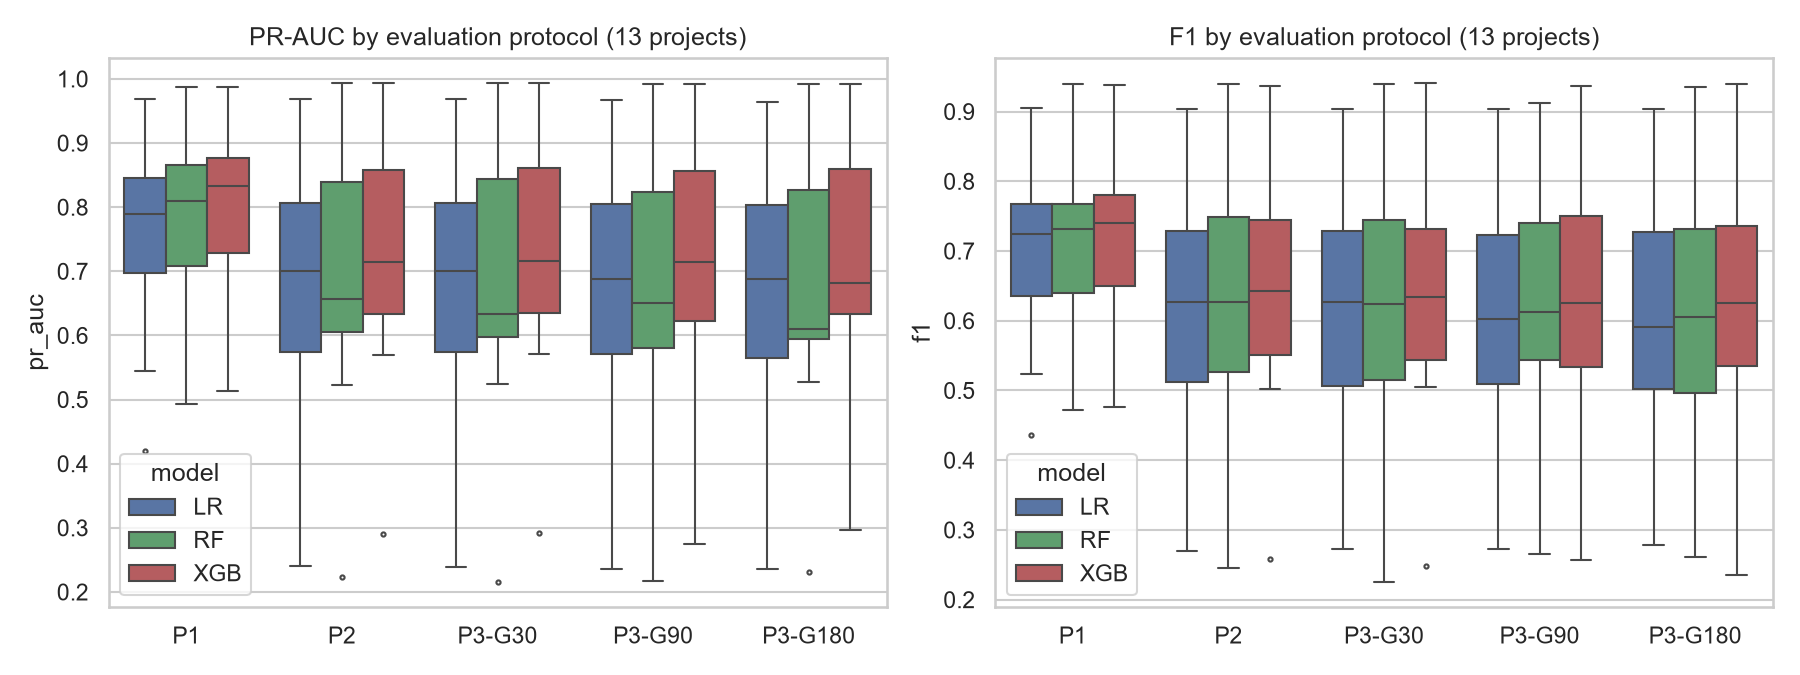 PR-AUC by evaluation protocol (13 projects)
pr_auc
1.0
0.9
0.8
0.7
0.6
0.5
0.4
0.3
0.2
model
LR
RF
XGB
P1
P2
P3-G30
P3-G90
P3-G180
F1 by evaluation protocol (13 projects)
f1
0.9
0.8
0.7
0.6
0.5
0.4
0.3
0.2
model
LR
RF
XGB
P1
P2
P3-G30
P3-G90
P3-G180